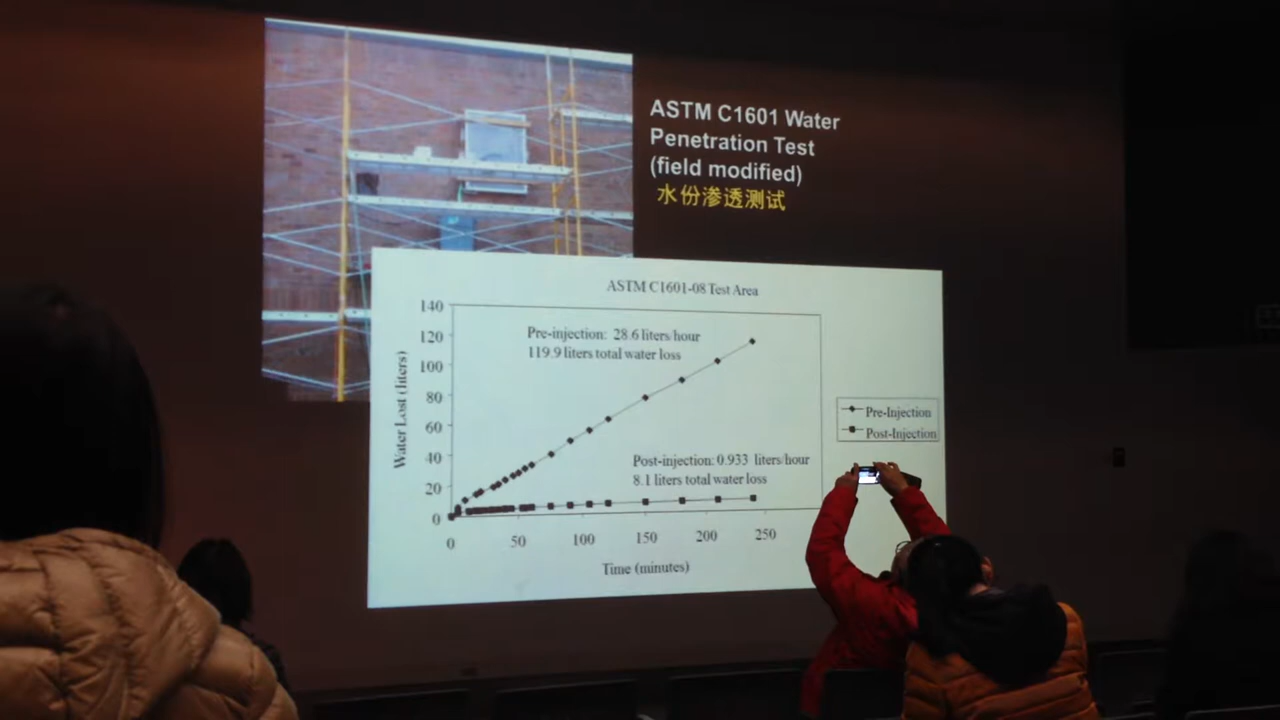 ASTM C1601 Water
Penetration Test
(field modified)
水份渗透测试
ASTM C1601-08 Test Area
140
120
100
80
60
40
20
0
Water Lost (liters)
Pre-injection: 28.6 liters/hour
119.9 liters total water loss
Post-injection: 0.933 liters/hour
8.1 liters total water loss
0 50 100 150 200 250
Time (minutes)
Pre-Injection
Post-Injection